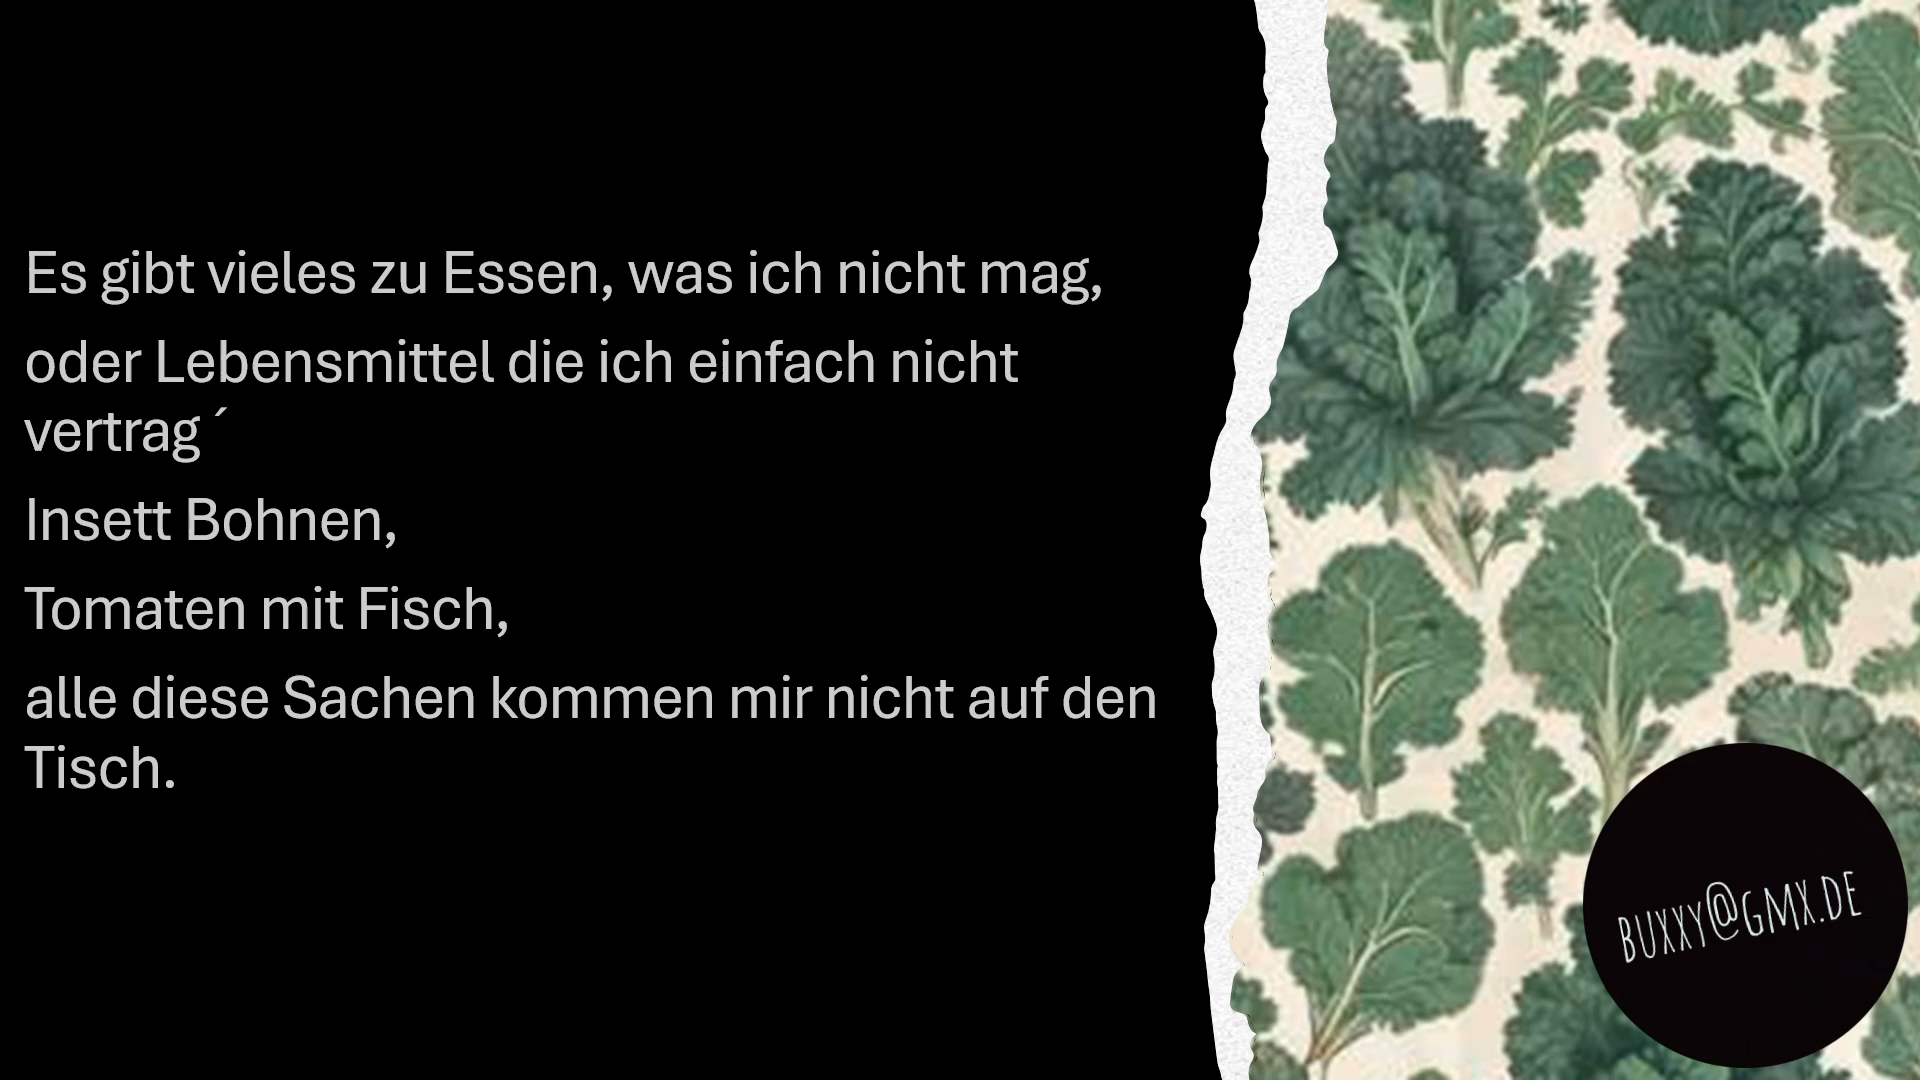 Es gibt vieles zu Essen, was ich nicht mag,
oder Lebensmittel die ich einfach nicht
vertrag ´
Insett Bohnen,
Tomaten mit Fisch,
alle diese Sachen kommen mir nicht auf den
Tisch.
BUXXY@GMX.DE